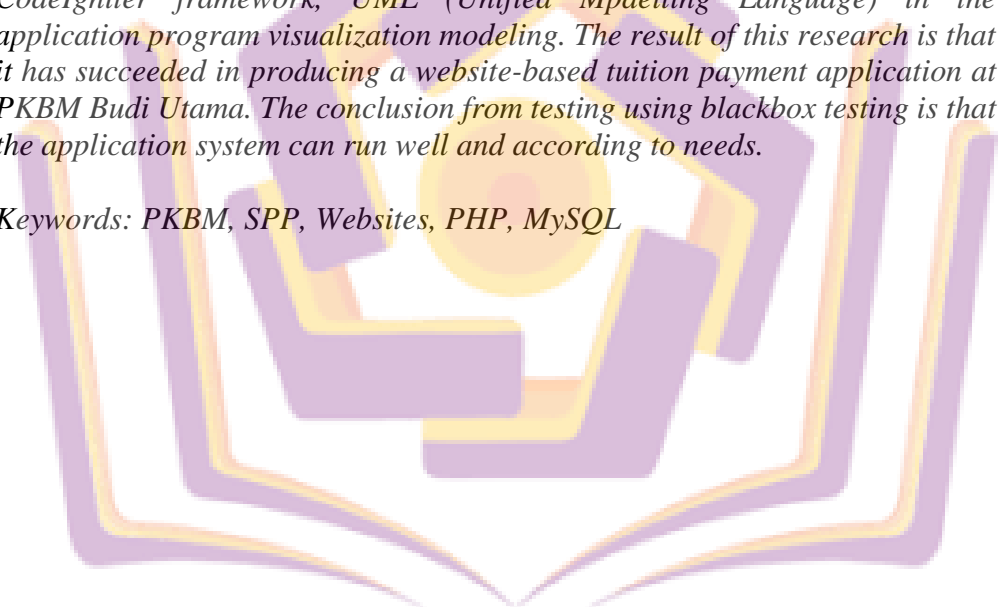 CodeIgniter framework, UML (Unified Mpdelling Language) in the
application program visualization modeling. The result of this research is that
it has succeeded in producing a website-based tuition payment application at
PKBM Budi Utama. The conclusion from testing using blackbox testing is that
the application system can run well and according to needs.
Keywords: PKBM, SPP, Websites, PHP, MySQL